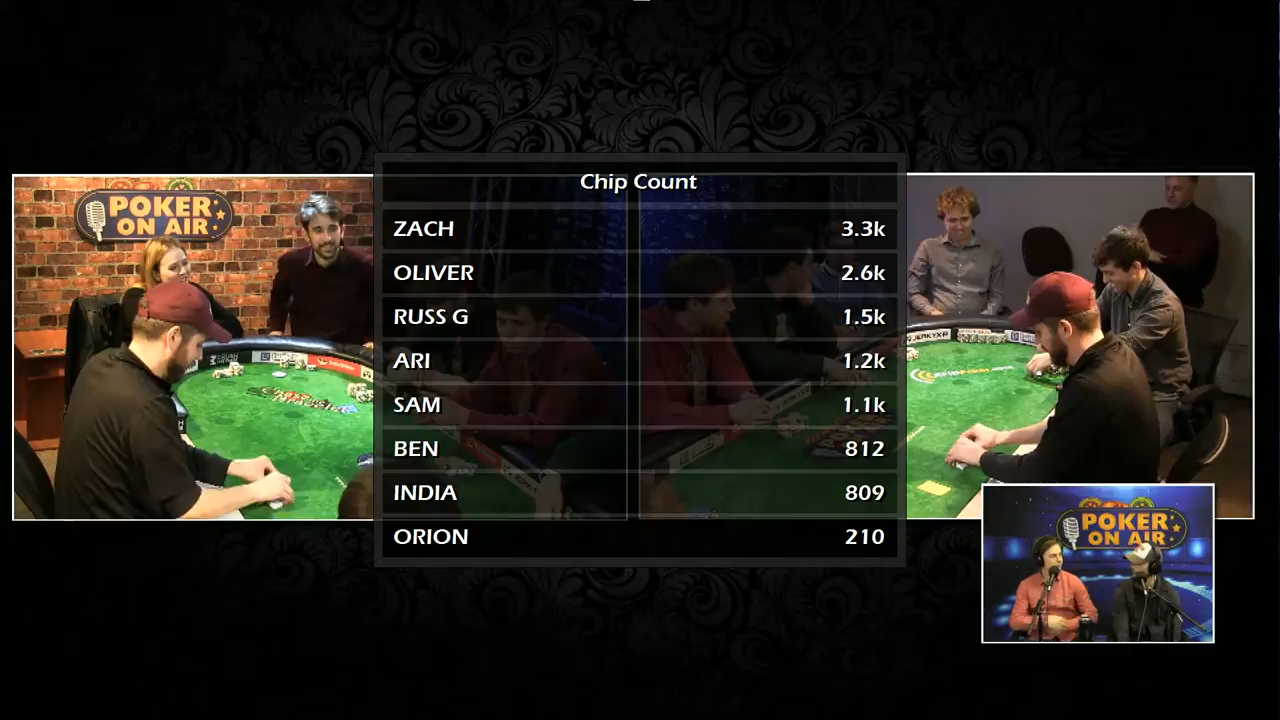 POKER
ON AIR
Chip Count
ZACH 3.3k
OLIVER 2.6k
RUSS G 1.5k
ARI 1.2k
SAM 1.1k
BEN 812
INDIA 809
ORION 210
JERKYXP
POKER
ON AIR